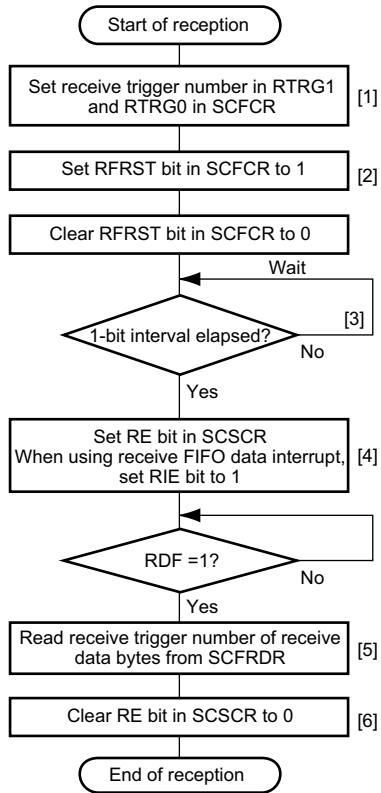 Start of reception
Set receive trigger number in RTRG1
and RTRG0 in SCFCR
[1]
Set RFRST bit in SCFCR to 1
[2]
Clear RFRST bit in SCFCR to 0
Wait
1-bit interval elapsed?
[3]
No
Yes
Set RE bit in SCSCR
When using receive FIFO data interrupt,
set RIE bit to 1
[4]
RDF =1?
No
Yes
Read receive trigger number of receive
data bytes from SCFRDR
[5]
Clear RE bit in SCSCR to 0
[6]
End of reception